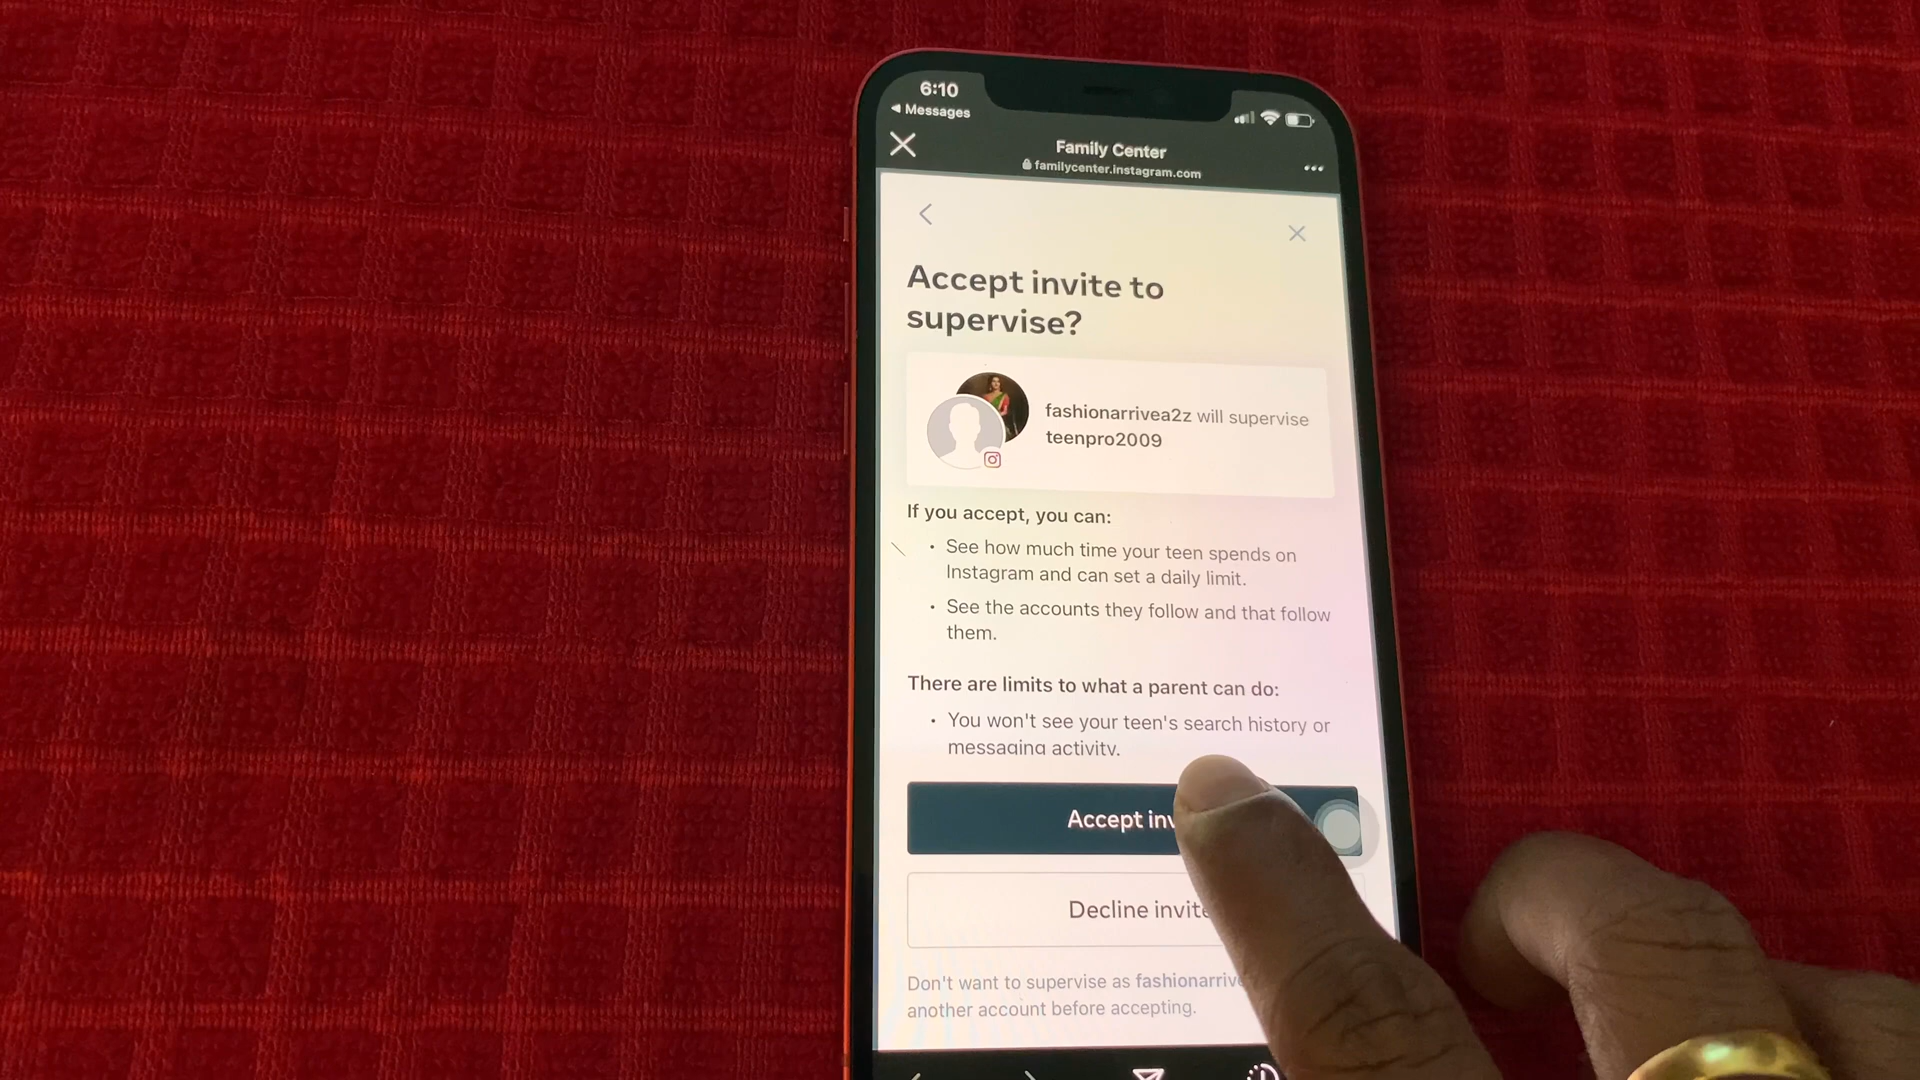 6:10
Messages
Family Center
familycenter.instagram.com
Accept invite to
supervise?
fashionarrivea2z will supervise
teenpro2009
If you accept, you can:
• See how much time your teen spends on
Instagram and can set a daily limit.
• See the accounts they follow and that follow
them.
There are limits to what a parent can do:
• You won't see your teen's search history or
messaging activity.
Accept
Decline invite
Don't want to supervise as
another account before accepting.